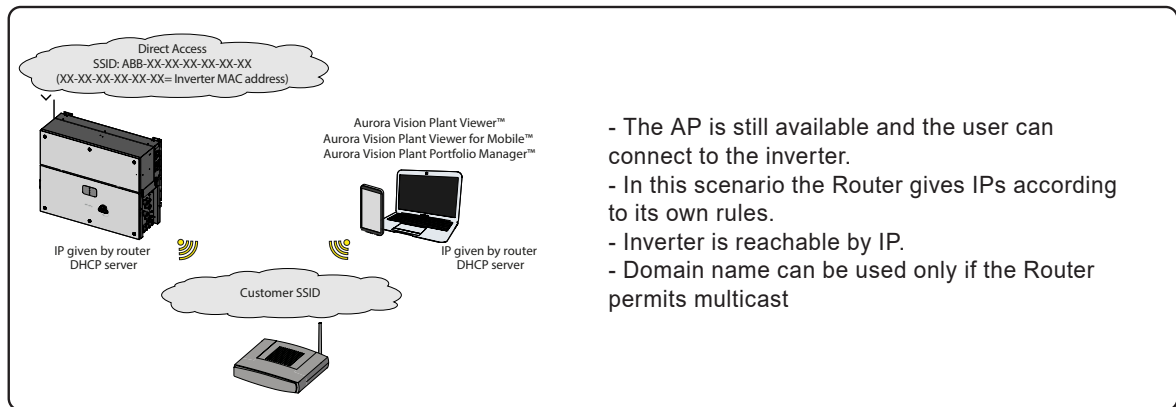 Direct Access
SSID: ABB-XX-XX-XX-XX-XX-XX
(XX-XX-XX-XX-XX-XX= Inverter MAC address)
Aurora Vision Plant Viewer™
Aurora Vision Plant Viewer for Mobile™
Aurora Vision Plant Portfolio Manager™
IP given by router
DHCP server
IP given by router
DHCP server
Customer SSID
- The AP is still available and the user can
connect to the inverter.
- In this scenario the Router gives IPs according
to its own rules.
- Inverter is reachable by IP.
- Domain name can be used only if the Router
permits multicast